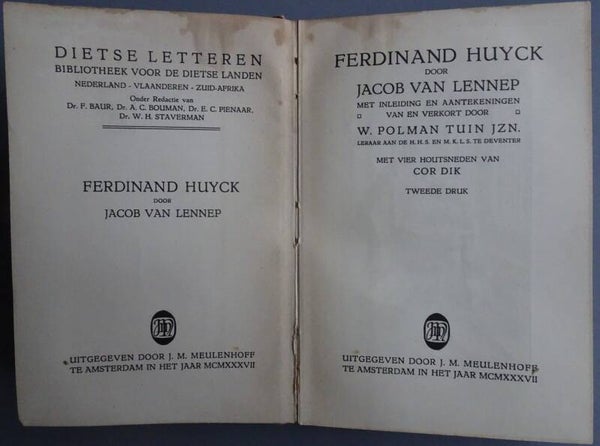 DIETSE LETTEREN
BIBLIOTHEEK VOOR DE DIETSE LANDEN
NEDERLAND - VLAANDEREN - ZUID-AFRIKA
Onder Redactie van
Dr. F. BAUR, Dr. A. C. BOUMAN, Dr. E. C. PIENAAR,
Dr. W. H. STAVERMAN
FERDINAND HUYCK
DOOR
JACOB VAN LENNEP
UITGEGEVEN DOOR J. M. MEULENHOFF
TE AMSTERDAM IN HET JAAR MCMXXXVII
FERDINAND HUYCK
DOOR
JACOB VAN LENNEP
MET INLEIDING EN AANTEKENINGEN
VAN EN VERKORT DOOR
W. POLMAN TUIN JZN.
LERAAR AAN DE H. H. S. EN M. K. L. S. TE DEVENTER
MET VIER HOUTSNEDEN VAN
COR DIK
TWEEDE DRUK
UITGEGEVEN DOOR J. M. MEULENHOFF
TE AMSTERDAM IN HET JAAR MCMXXXVII